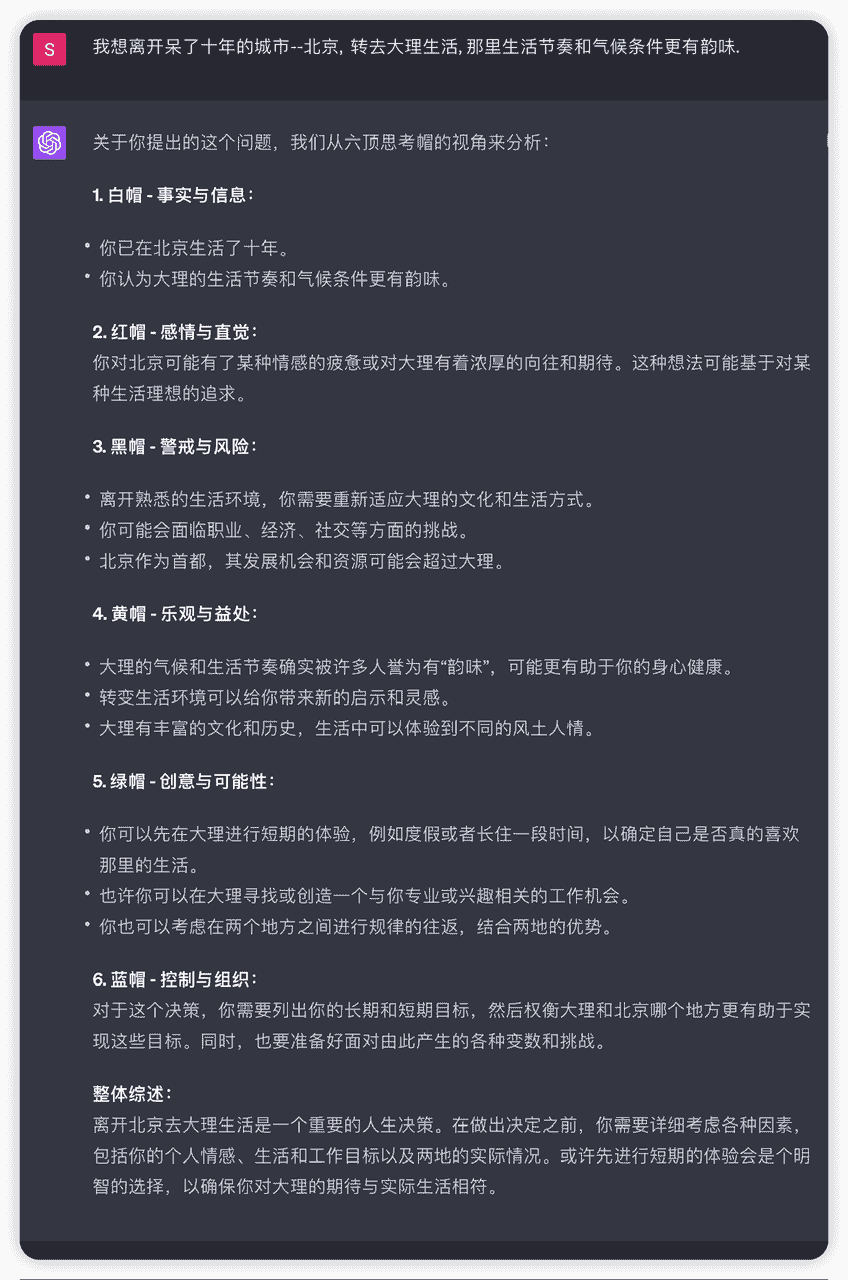 S
我想离开呆了十年的城市--北京, 转去大理生活, 那里生活节奏和气候条件更有韵味.
关于你提出的这个问题，我们从六顶思考帽的视角来分析：
1. 白帽 - 事实与信息：
• 你已在北京生活了十年。
• 你认为大理的生活节奏和气候条件更有韵味。
2. 红帽 - 感情与直觉：
你对北京可能有了某种情感的疲惫或对大理有着浓厚的向往和期待。这种想法可能基于对某
种生活理想的追求。
3. 黑帽 - 警戒与风险：
• 离开熟悉的生活环境，你需要重新适应大理的文化和生活方式。
• 你可能会面临职业、经济、社交等方面的挑战。
• 北京作为首都，其发展机会和资源可能会超过大理。
4. 黄帽 - 乐观与益处：
• 大理的气候和生活节奏确实被许多人誉为有“韵味”，可能更有助于你的身心健康。
• 转变生活环境可以给你带来新的启示和灵感。
• 大理有丰富的文化和历史，生活中可以体验到不同的风土人情。
5. 绿帽 - 创意与可能性：
• 你可以先在大理进行短期的体验，例如度假或者长住一段时间，以确定自己是否真的喜欢
那里的生活。
• 也许你可以在大理寻找或创造一个与你专业或兴趣相关的工作机会。
• 你也可以考虑在两个地方之间进行规律的往返，结合两地的优势。
6. 蓝帽 - 控制与组织：
对于这个决策，你需要列出你的长期和短期目标，然后权衡大理和北京哪个地方更有助于实
现这些目标。同时，也要准备好面对由此产生的各种变数和挑战。
整体综述：
离开北京去大理生活是一个重要的人生决策。在做出决定之前，你需要详细考虑各种因素，
包括你的个人情感、生活和工作目标以及两地的实际情况。或许先进行短期的体验会是个明
智的选择，以确保你对大理的期待与实际生活相符。